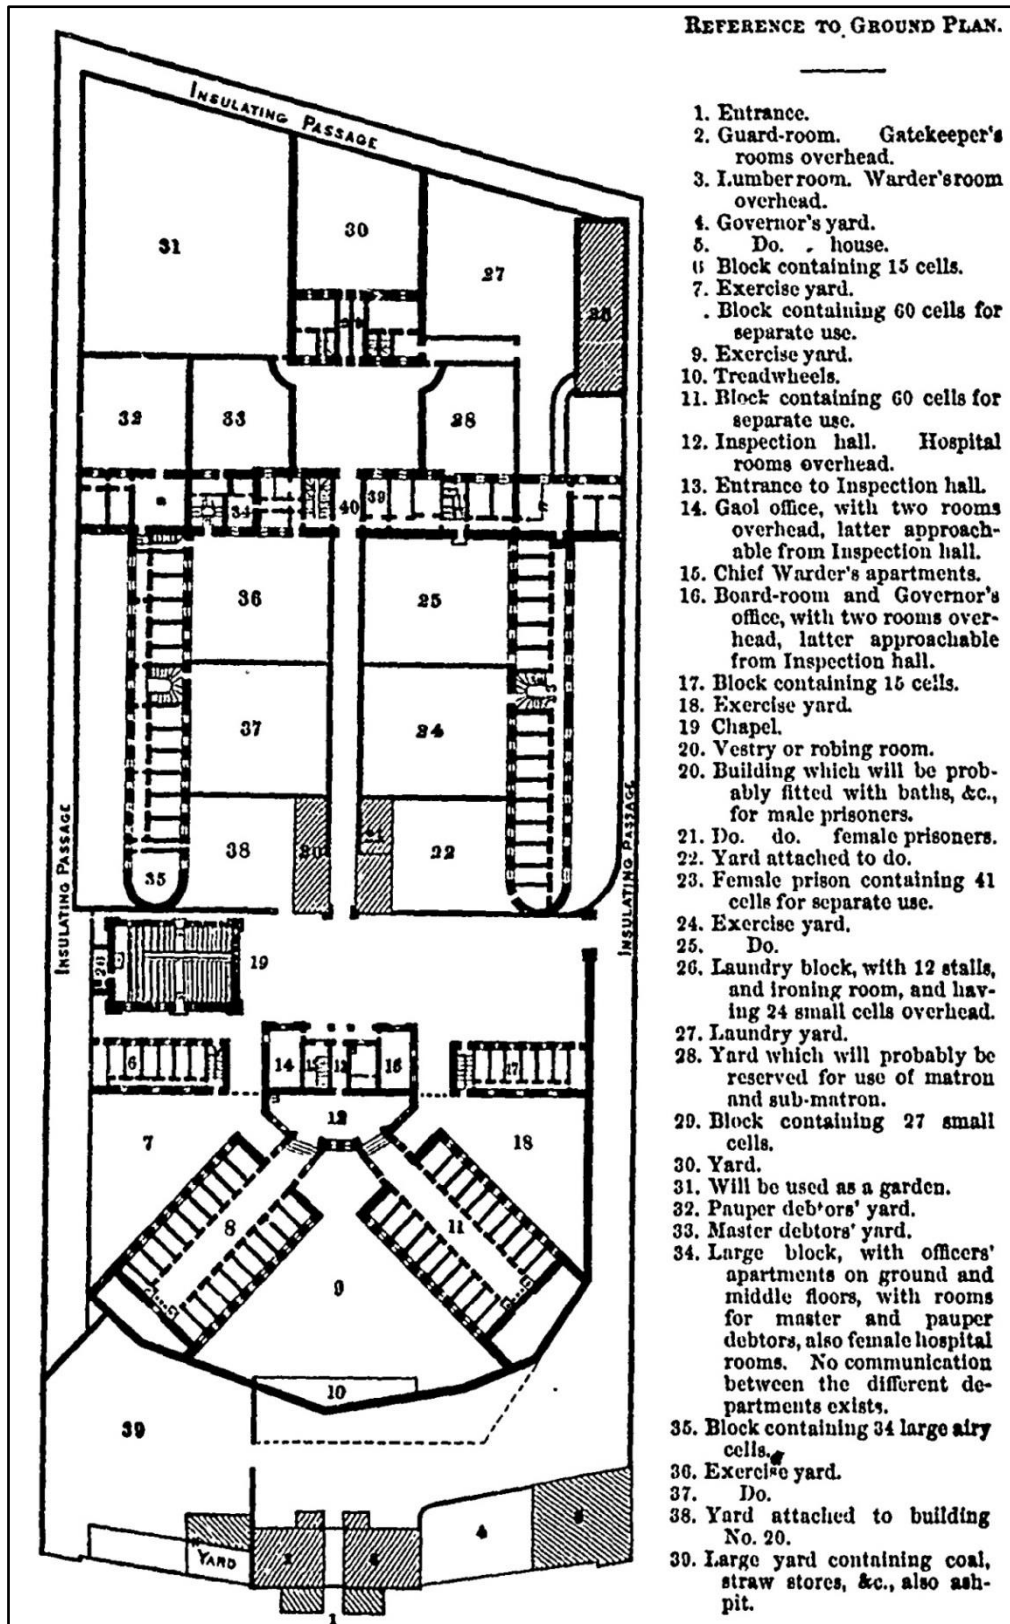 REFERENCE TO GROUND PLAN.
1. Entrance.
2. Guard-room. Gatekeeper's
rooms overhead.
3. Lumber room. Warder's room
overhead.
4. Governor's yard.
5. Do. house.
6 Block containing 15 cells.
7. Exercise yard.
. Block containing 60 cells for
separate use.
9. Exercise yard.
10. Treadwheels.
11. Block containing 60 cells for
separate use.
12. Inspection hall. Hospital
rooms overhead.
13. Entrance to Inspection hall.
14. Gaol office, with two rooms
overhead, latter approach-
able from Inspection hall.
15. Chief Warder's apartments.
16. Board-room and Governor's
office, with two rooms over-
head, latter approachable
from Inspection hall.
17. Block containing 15 cells.
18. Exercise yard.
19 Chapel.
20. Vestry or robing room.
20. Building which will be prob-
ably fitted with baths, &c.,
for male prisoners.
21. Do. do. female prisoners.
22. Yard attached to do.
23. Female prison containing 41
cells for separate use.
24. Exercise yard.
25. Do.
26. Laundry block, with 12 stalls,
and ironing room, and hav-
ing 24 small cells overhead.
27. Laundry yard.
28. Yard which will probably be
reserved for use of matron
and sub-matron.
29. Block containing 27 small
cells.
30. Yard.
31. Will be used as a garden.
32. Pauper debtors' yard.
33. Master debtors' yard.
34. Large block, with officers'
apartments on ground and
middle floors, with rooms
for master and pauper
debtors, also female hospital
rooms. No communication
between the different de-
partments exists.
35. Block containing 34 large airy
cells.
36. Exercise yard.
37. Do.
38. Yard attached to building
No. 20.
39. Large yard containing coal,
straw stores, &c., also ash-
pit.
INSULATING PASSAGE
31
30
27
32
33
28
34
40
39
36
25
37
24
38
20
22
35
INSULATING PASSAGE
INSULATING PASSAGE
19
6
14
12
17
7
18
8
11
9
10
39
4
YARD
1